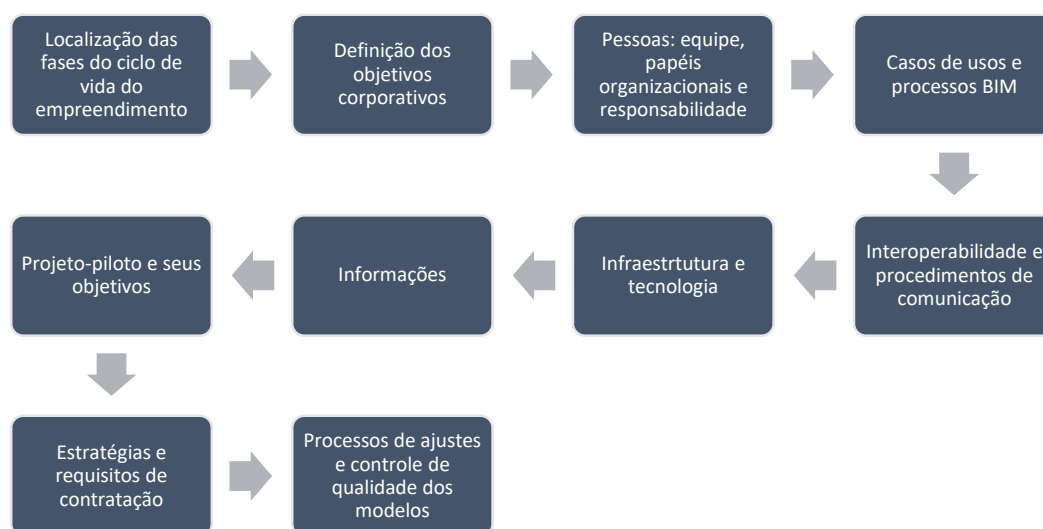 Localização das
fases do ciclo de
vida do
empreendimento
Definição dos
objetivos
corporativos
Pessoas: equipe,
papéis
organizacionais e
responsabilidade
Casos de usos e
processos BIM
Interoperabilidade e
procedimentos de
comunicação
Infraestrtutura e
tecnologia
Informações
Projeto-piloto e seus
objetivos
Estratégias e
requisitos de
contratação
Processos de ajustes
e controle de
qualidade dos
modelos